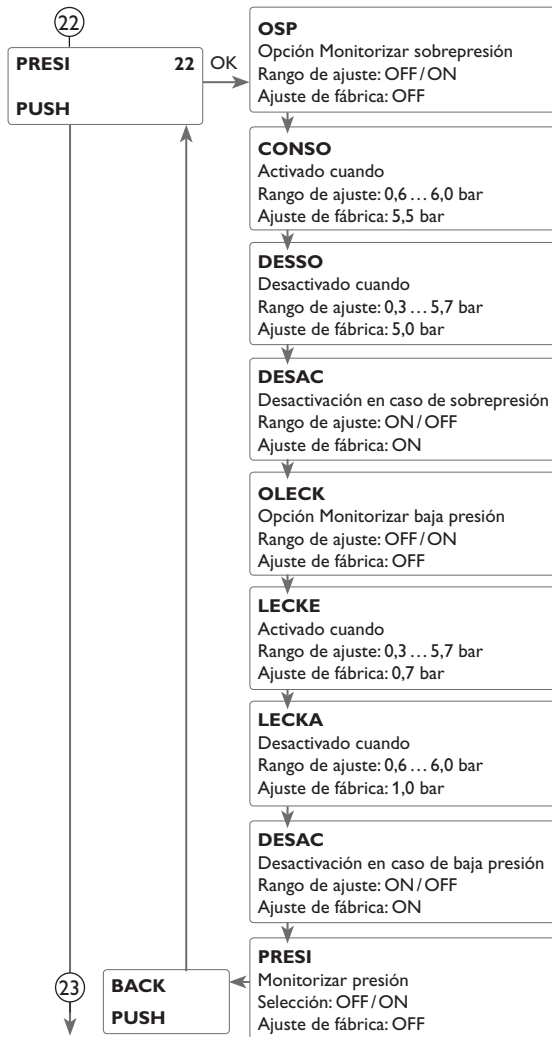 22
PRESI 22
PUSH
OK
OSP
Opción Monitorizar sobrepresión
Rango de ajuste: OFF/ON
Ajuste de fábrica: OFF
CONSO
Activado cuando
Rango de ajuste: 0,6 … 6,0 bar
Ajuste de fábrica: 5,5 bar
DESSO
Desactivado cuando
Rango de ajuste: 0,3 … 5,7 bar
Ajuste de fábrica: 5,0 bar
DESAC
Desactivación en caso de sobrepresión
Rango de ajuste: ON/OFF
Ajuste de fábrica: ON
OLECK
Opción Monitorizar baja presión
Rango de ajuste: OFF/ON
Ajuste de fábrica: OFF
LECKE
Activado cuando
Rango de ajuste: 0,3 … 5,7 bar
Ajuste de fábrica: 0,7 bar
LECKA
Desactivado cuando
Rango de ajuste: 0,6 … 6,0 bar
Ajuste de fábrica: 1,0 bar
DESAC
Desactivación en caso de baja presión
Rango de ajuste: ON/OFF
Ajuste de fábrica: ON
PRESI
Monitorizar presión
Selección: OFF/ON
Ajuste de fábrica: OFF
BACK
PUSH
23